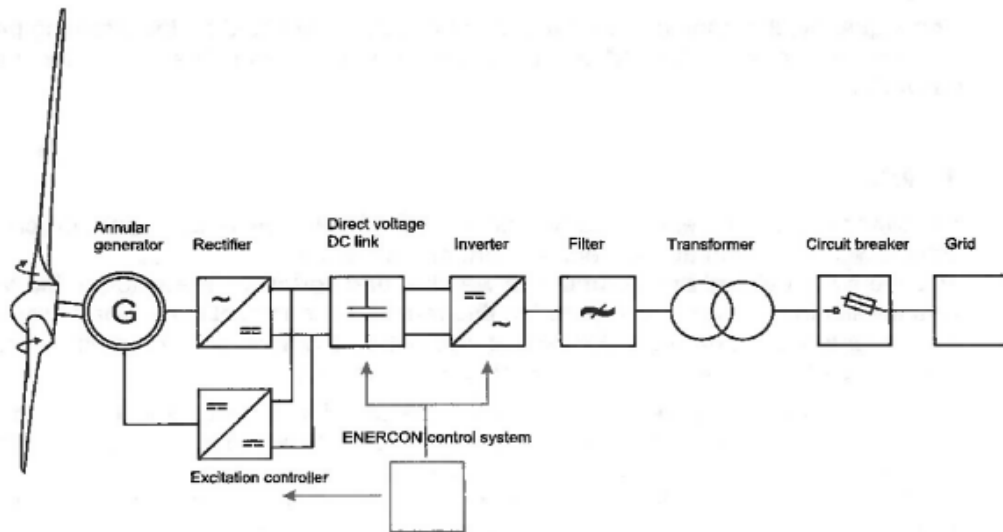 Annular
generator
Rectifier
Direct voltage
DC link
Inverter
Filter
Transformer
Circuit breaker
Grid
G
ENERCON control system
Excitation controller